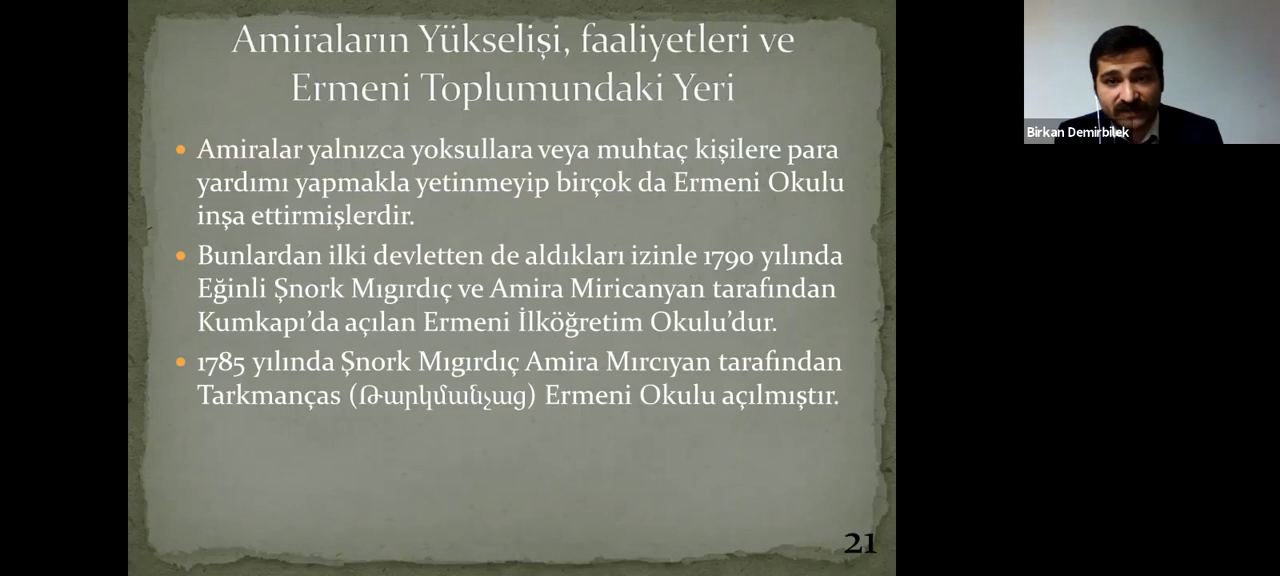 Amiraların Yükselişi, faaliyetleri ve
Ermeni Toplumundaki Yeri
Amiralar yalnızca yoksullara veya muhtaç kişilere para
yardımı yapmakla yetinmeyip birçok da Ermeni Okulu
inşa ettirmişlerdir.
Bunlardan ilki devletten de aldıkları izinle 1790 yılında
Eğinli Şnork Mıgırdıç ve Amira Miricanyan tarafından
Kumkapı’da açılan Ermeni İlköğretim Okulu’dur.
1785 yılında Şnork Mıgırdıç Amira Mırcıyan tarafından
Tarkmanças (Թարկմանչաց) Ermeni Okulu açılmıştır.
21
Birkan Demirbilek